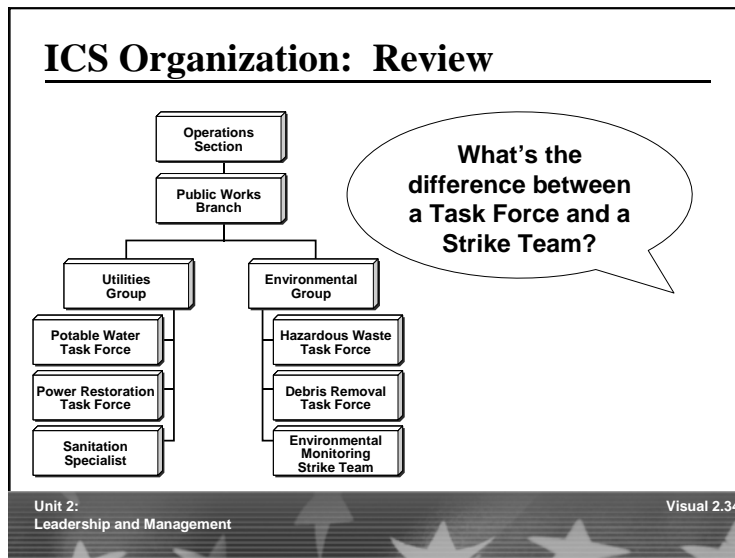 ICS Organization: Review
Operations
Section
Public Works
Branch
Utilities
Group
Environmental
Group
Potable Water
Task Force
Power Restoration
Task Force
Sanitation
Specialist
Hazardous Waste
Task Force
Debris Removal
Task Force
Environmental
Monitoring
Strike Team
What's the
difference between
a Task Force and a
Strike Team?
Unit 2:
Leadership and Management
Visual 2.34